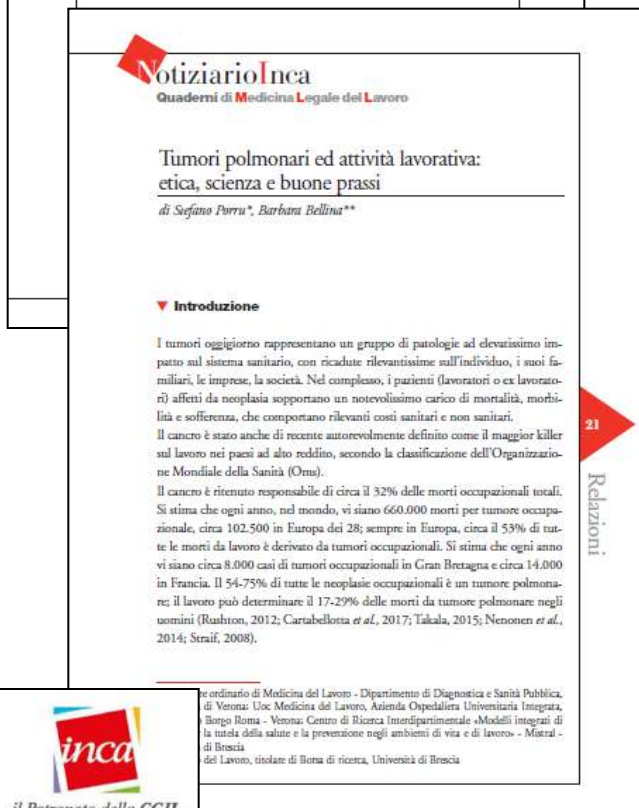 NotiziarioInca
Quaderni di Medicina Legale del Lavoro
Tumori polmonari ed attività lavorativa:
etica, scienza e buone prassi
di Stefano Porru*, Barbara Bellina**
▼ Introduzione
I tumori oggigiorno rappresentano un gruppo di patologie ad elevatissimo im-
patto sul sistema sanitario, con ricadute rilevantissime sull'individuo, i suoi fa-
miliari, le imprese, la società. Nel complesso, i pazienti (lavoratori o ex lavorato-
ri) affetti da neoplasia sopportano un notevolissimo carico di mortalità, morbi-
lità e sofferenza, che comportano rilevanti costi sanitari e non sanitari.
Il cancro è stato anche di recente autorevolmente definito come il maggior killer
sul lavoro nei paesi ad alto reddito, secondo la classificazione dell'Organizzazio-
ne Mondiale della Sanità (Oms).
Il cancro è ritenuto responsabile di circa il 32% delle morti occupazionali totali.
Si stima che ogni anno, nel mondo, vi siano 660.000 morti per tumore occupa-
zionale, circa 102.500 in Europa dei 28; sempre in Europa, circa il 53% di tut-
te le morti da lavoro è derivato da tumori occupazionali. Si stima che ogni anno
vi siano circa 8.000 casi di tumori occupazionali in Gran Bretagna e circa 14.000
in Francia. Il 54-75% di tutte le neoplasie occupazionali è un tumore polmona-
re; il lavoro può determinare il 17-29% delle morti da tumore polmonare negli
uomini (Rushton, 2012; Cartabellotta et al., 2017; Takala, 2015; Nenonen et al.,
2014; Straif, 2008).
21
Relazioni
re ordinario di Medicina del Lavoro - Dipartimento di Diagnostica e Sanità Pubblica,
di Verona; Uoc Medicina del Lavoro, Azienda Ospedaliera Universitaria Integrata,
Borgo Roma - Verona; Centro di Ricerca Interdipartimentale «Modelli integrati di
la tutela della salute e la prevenzione negli ambienti di vita e di lavoro» - Mistral -
di Brescia
del Lavoro, titolare di Borsa di ricerca, Università di Brescia
inca
il Patronato della CGIL